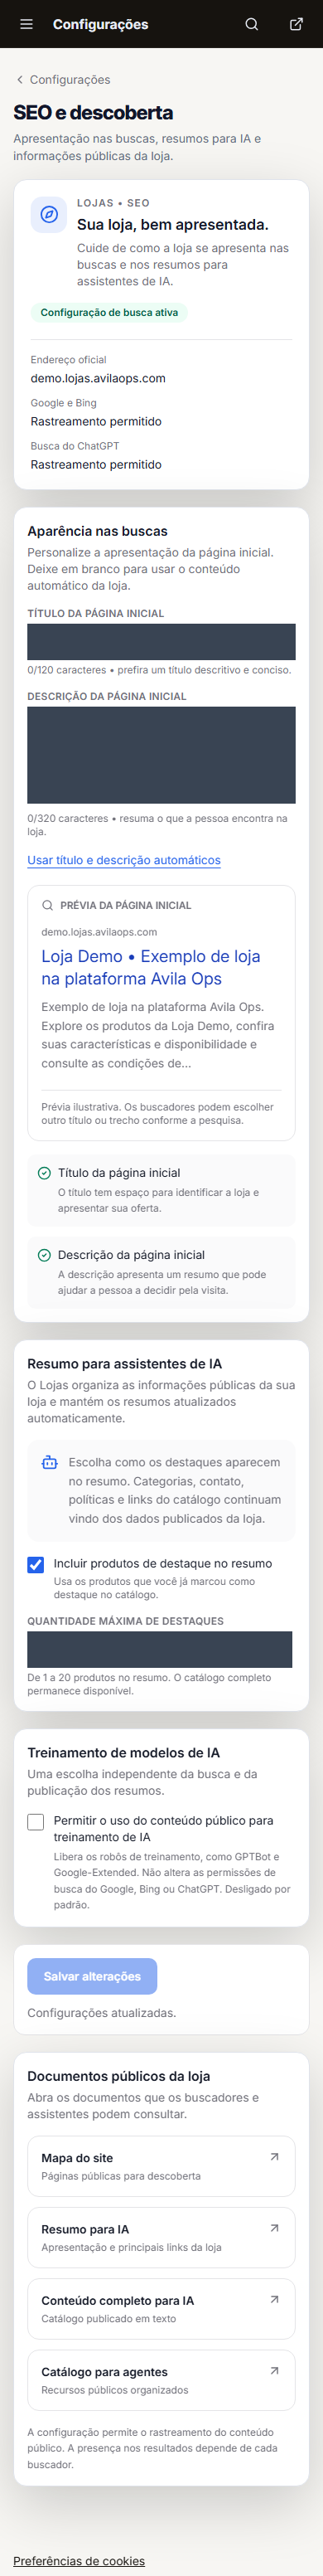 Configurações
Configurações
SEO e descoberta
Apresentação nas buscas, resumos para IA e
informações públicas da loja.
LOJAS • SEO
Sua loja, bem apresentada.
Cuide de como a loja se apresenta nas
buscas e nos resumos para
assistentes de IA.
Configuração de busca ativa
Endereço oficial
demo.lojas.avilaops.com
Google e Bing
Rastreamento permitido
Busca do ChatGPT
Rastreamento permitido
Aparência nas buscas
Personalize a apresentação da página inicial.
Deixe em branco para usar o conteúdo
automático da loja.
TÍTULO DA PÁGINA INICIAL
0/120 caracteres • prefira um título descritivo e conciso.
DESCRIÇÃO DA PÁGINA INICIAL
0/320 caracteres • resuma o que a pessoa encontra na
loja.
Usar título e descrição automáticos
PRÉVIA DA PÁGINA INICIAL
demo.lojas.avilaops.com
Loja Demo • Exemplo de loja
na plataforma Avila Ops
Exemplo de loja na plataforma Avila Ops.
Explore os produtos da Loja Demo, confira
suas características e disponibilidade e
consulte as condições de...
Prévia ilustrativa. Os buscadores podem escolher
outro título ou trecho conforme a pesquisa.
Título da página inicial
O título tem espaço para identificar a loja e
apresentar sua oferta.
Descrição da página inicial
A descrição apresenta um resumo que pode
ajudar a pessoa a decidir pela visita.
Resumo para assistentes de IA
O Lojas organiza as informações públicas da sua
loja e mantém os resumos atualizados
automaticamente.
Escolha como os destaques aparecem
no resumo. Categorias, contato,
políticas e links do catálogo continuam
vindo dos dados publicados da loja.
Incluir produtos de destaque no resumo
Usa os produtos que você já marcou como
destaque no catálogo.
QUANTIDADE MÁXIMA DE DESTAQUES
De 1 a 20 produtos no resumo. O catálogo completo
permanece disponível.
Treinamento de modelos de IA
Uma escolha independente da busca e da
publicação dos resumos.
Permitir o uso do conteúdo público para
treinamento de IA
Libera os robôs de treinamento, como GPTBot e
Google-Extended. Não altera as permissões de
busca do Google, Bing ou ChatGPT. Desligado por
padrão.
Salvar alterações
Configurações atualizadas.
Documentos públicos da loja
Abra os documentos que os buscadores e
assistentes podem consultar.
Mapa do site
Páginas públicas para descoberta
Resumo para IA
Apresentação e principais links da loja
Conteúdo completo para IA
Catálogo publicado em texto
Catálogo para agentes
Recursos públicos organizados
A configuração permite o rastreamento do conteúdo
público. A presença nos resultados depende de cada
buscador.
Preferências de cookies